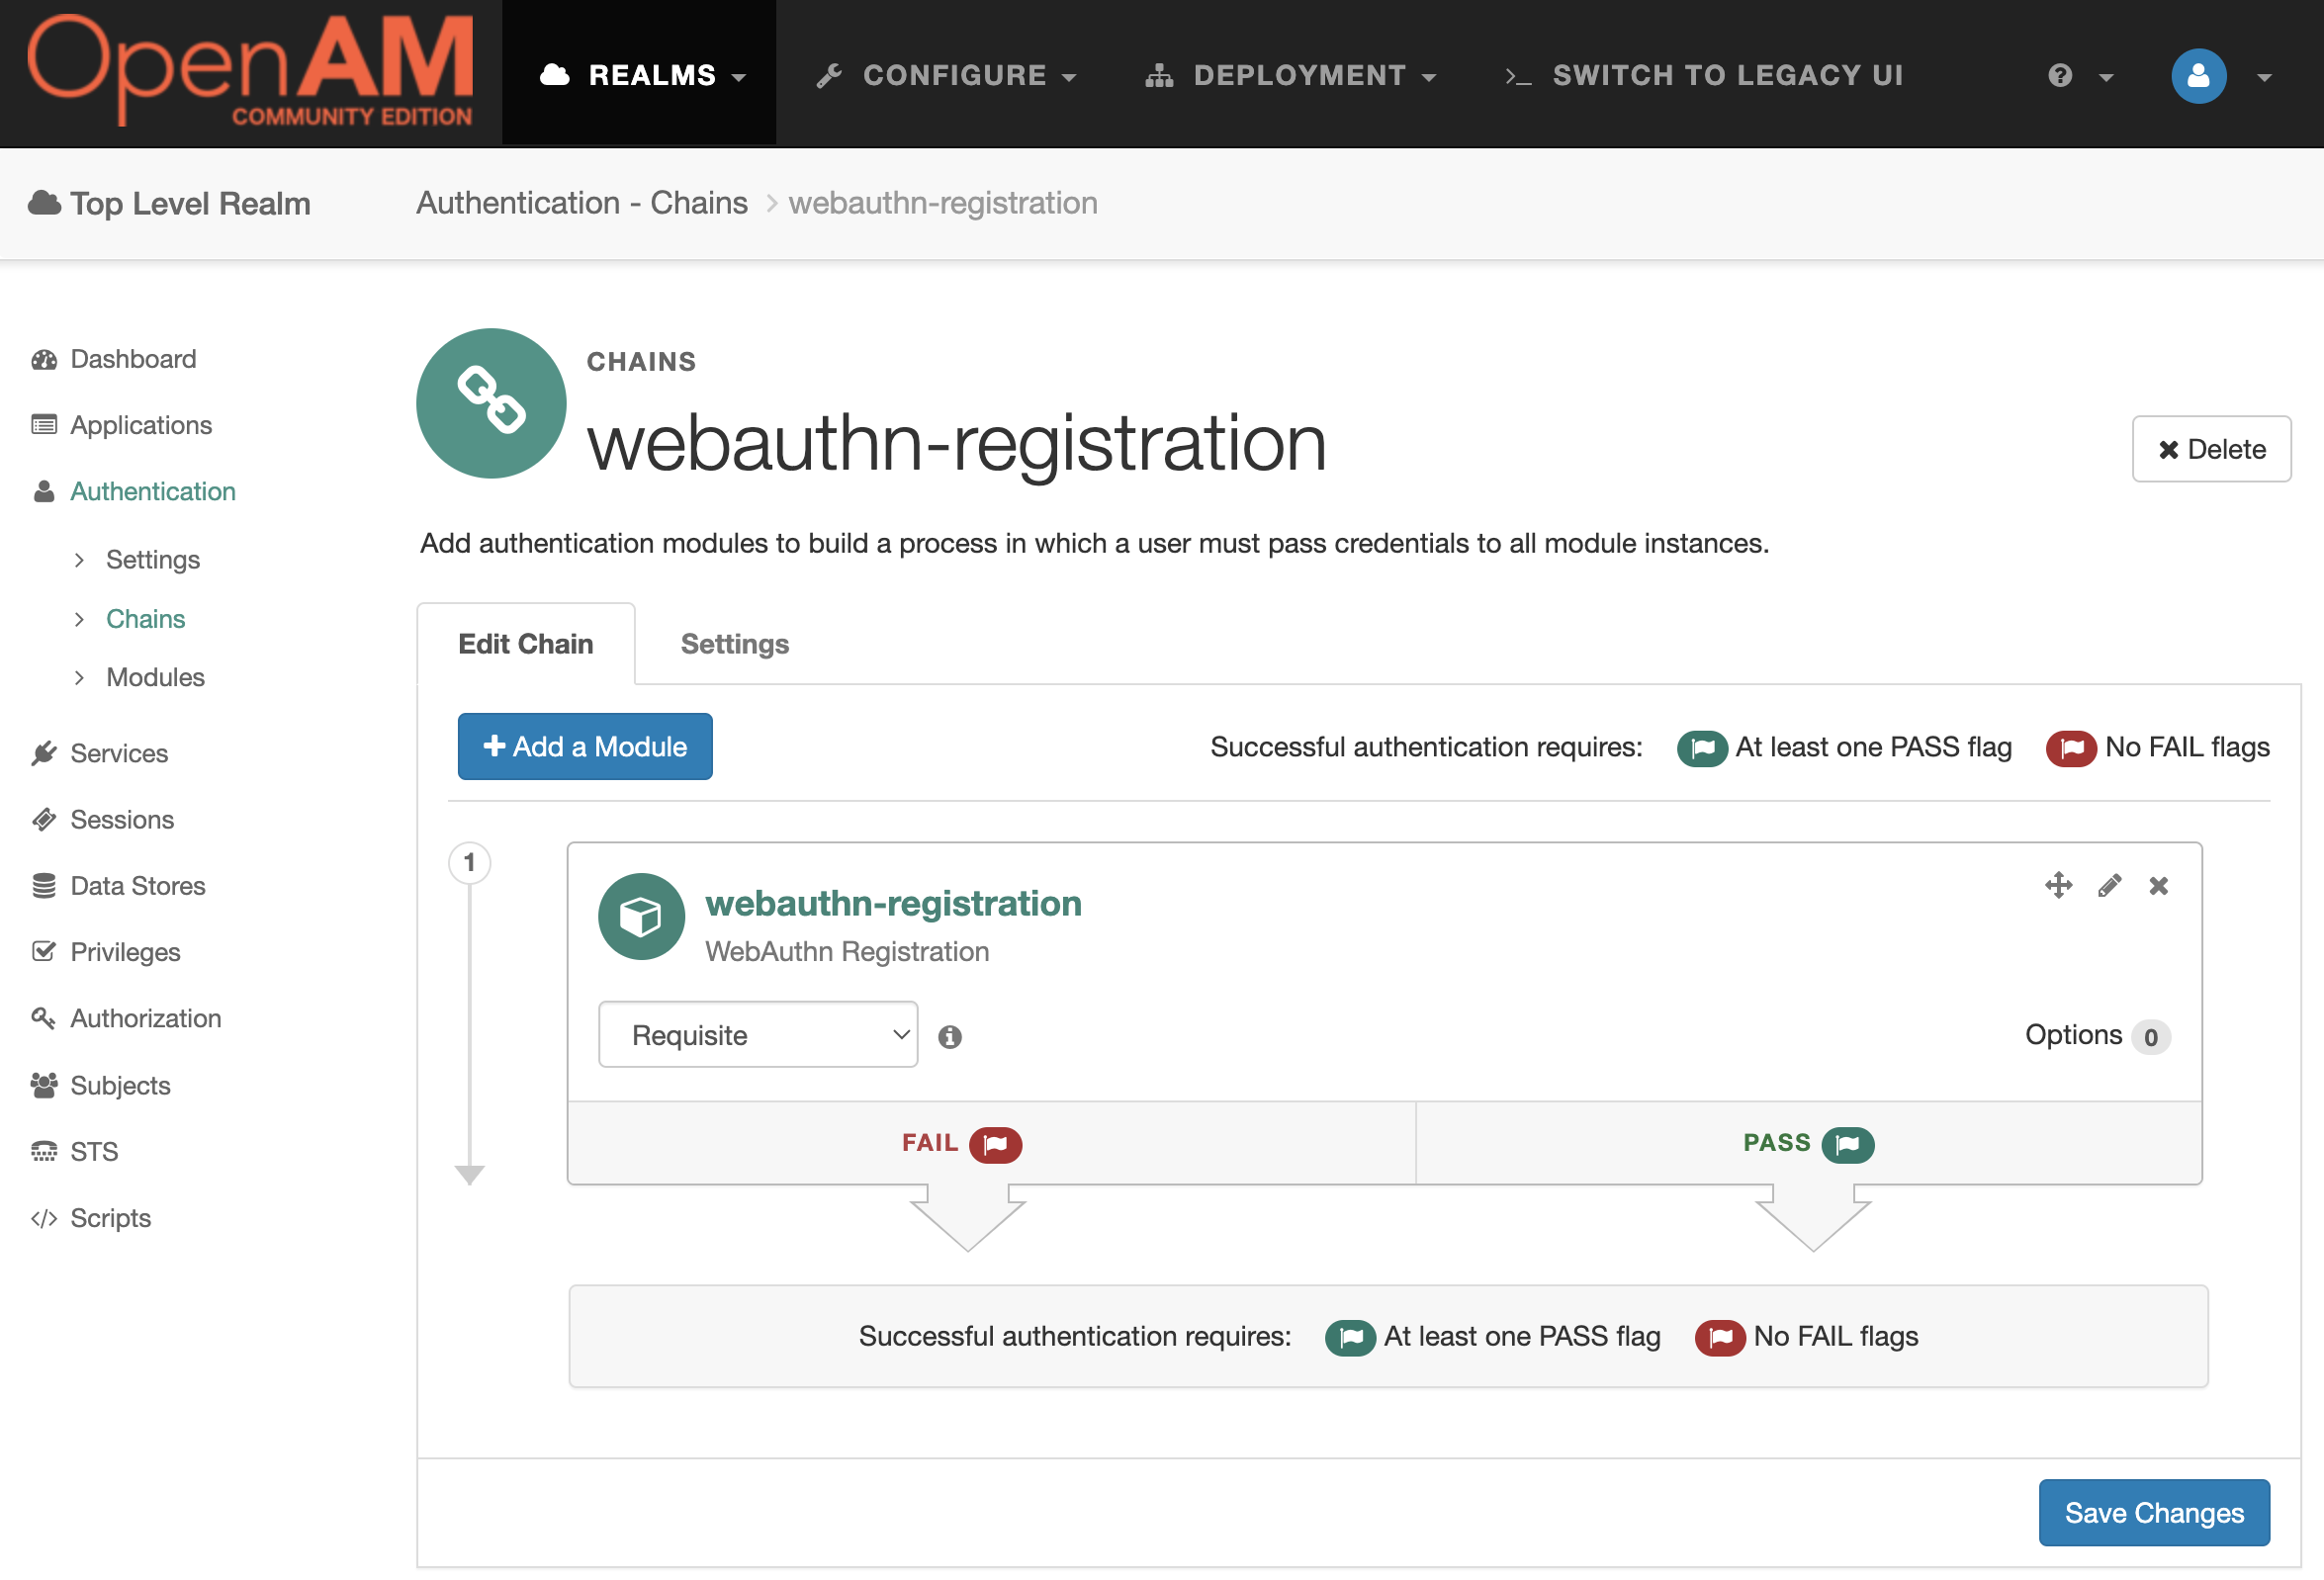 OpenAM
COMMUNITY EDITION
REALMS
CONFIGURE
DEPLOYMENT
SWITCH TO LEGACY UI
Top Level Realm
Authentication - Chains
webauthn-registration
Dashboard
Applications
Authentication
Settings
Chains
Modules
Services
Sessions
Data Stores
Privileges
Authorization
Subjects
STS
Scripts
CHAINS
webauthn-registration
Delete
Add authentication modules to build a process in which a user must pass credentials to all module instances.
Edit Chain
Settings
Add a Module
Successful authentication requires: At least one PASS flag No FAIL flags
1
webauthn-registration
WebAuthn Registration
Requisite
Options 0
FAIL
PASS
Successful authentication requires: At least one PASS flag No FAIL flags
Save Changes